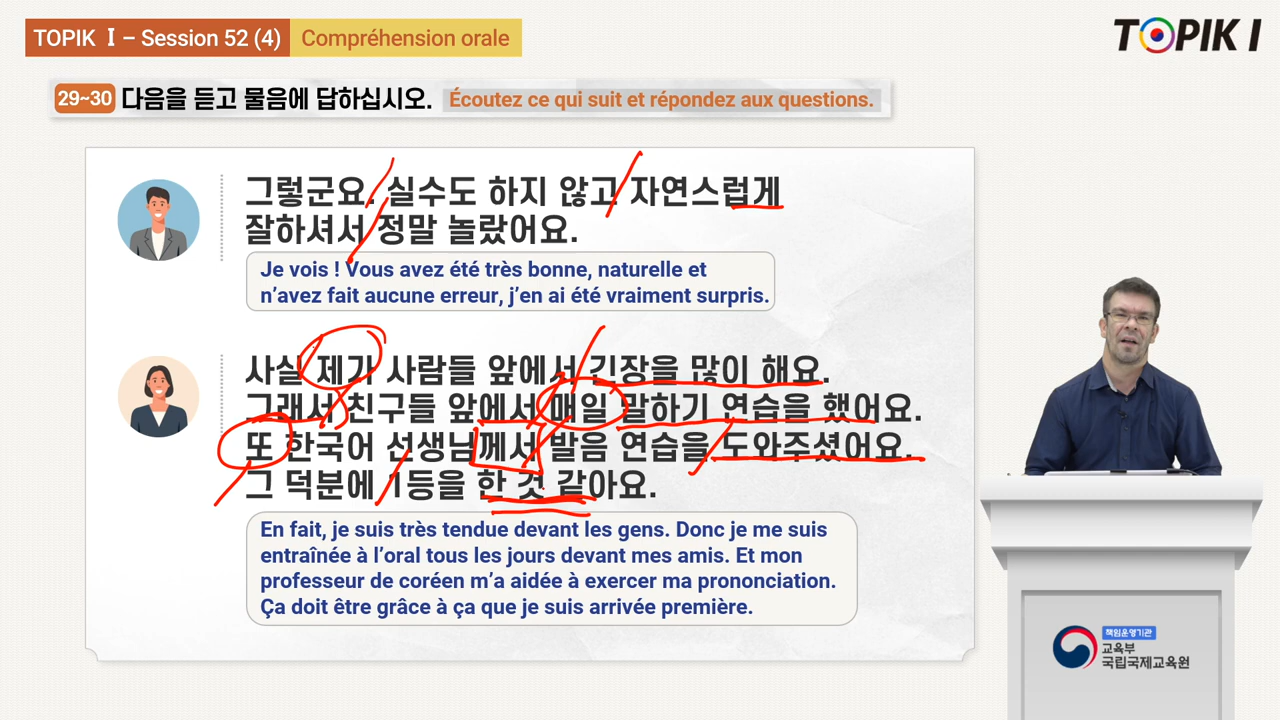 TOPIK I – Session 52 (4) Compréhension orale
TOPIK I
29~30 다음을 듣고 물음에 답하십시오. Écoutez ce qui suit et répondez aux questions.
그렇군요. 실수도 하지 않고 자연스럽게
잘하셔서 정말 놀랐어요.
Je vois ! Vous avez été très bonne, naturelle et
n’avez fait aucune erreur, j’en ai été vraiment surpris.
사실 제가 사람들 앞에서 긴장을 많이 해요.
그래서 친구들 앞에서 매일 말하기 연습을 했어요.
또 한국어 선생님께서 발음 연습을 도와주셨어요.
그 덕분에 1등을 한 것 같아요.
En fait, je suis très tendue devant les gens. Donc je me suis
entraînée à l’oral tous les jours devant mes amis. Et mon
professeur de coréen m’a aidée à exercer ma prononciation.
Ça doit être grâce à ça que je suis arrivée première.
책임운영기관
교육부
국립국제교육원